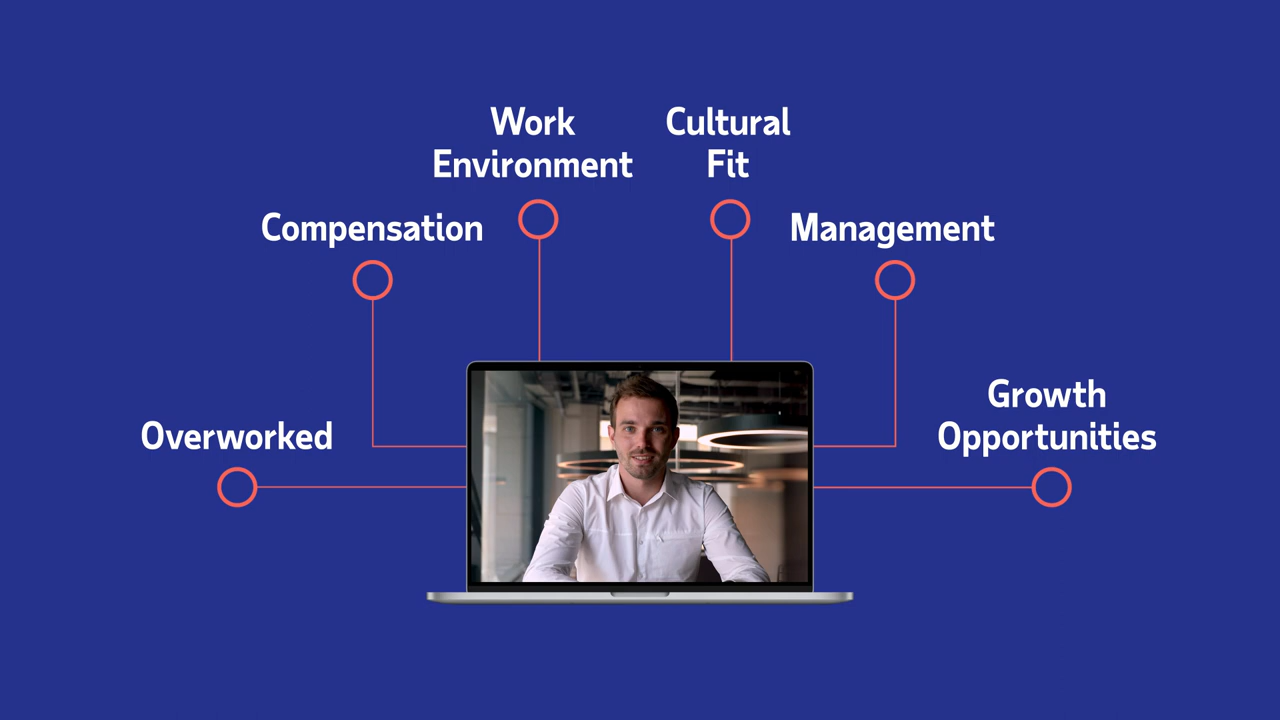 Work
Environment
Cultural
Fit
Compensation
Management
Overworked
Growth
Opportunities